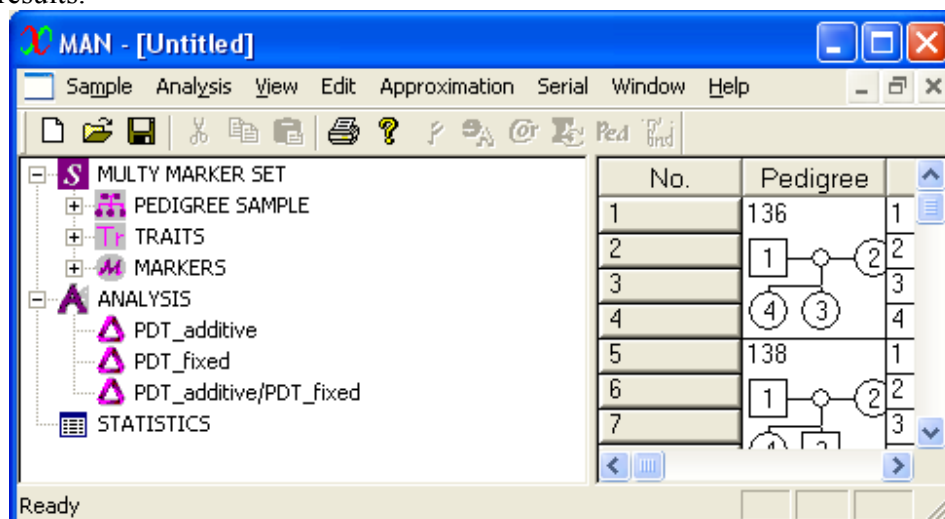 results.
MAN - [Untitled]
Sample Analysis View Edit Approximation Serial Window Help
Ped
MULTY MARKER SET
PEDIGREE SAMPLE
Tr TRAITS
M MARKERS
ANALYSIS
PDT_additive
PDT_fixed
PDT_additive/PDT_fixed
STATISTICS
No. Pedigree
1 136 1
2 1 2 2
3 3
4 4 3 4
5 138 1
6 1 2 2
7 3
Ready